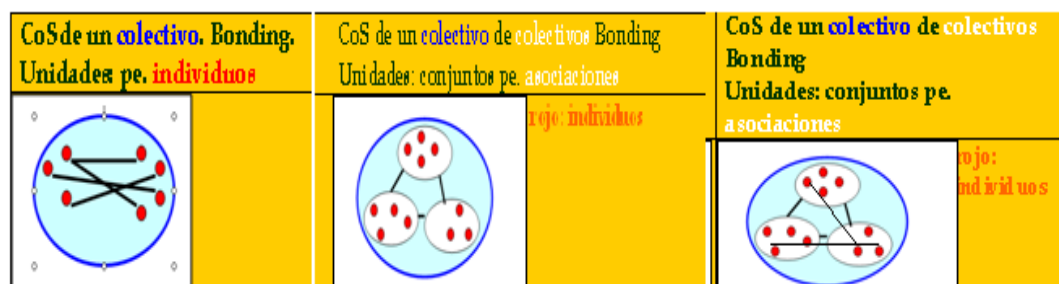 CoS de un colectivo. Bonding.
Unidades: pe. individuos
CoS de un colectivo de colectivos Bonding
Unidades: conjuntos pe. asociaciones
rojo: individuos
CoS de un colectivo de colectivos
Bonding
Unidades: conjuntos pe.
asociaciones
rojo:
individuos